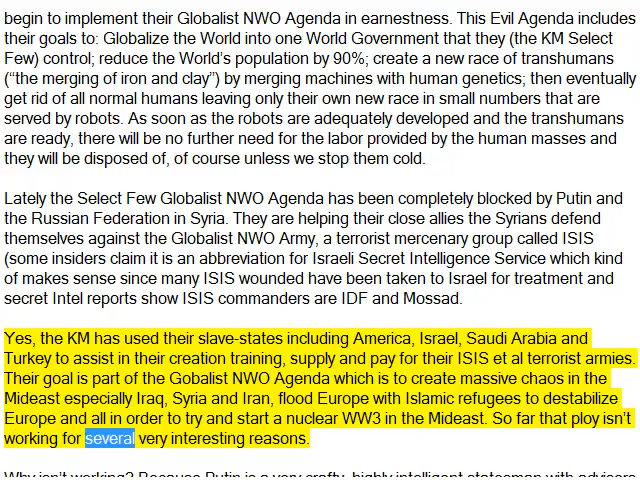 begin to implement their Globalist NWO Agenda in earnestness. This Evil Agenda includes
their goals to: Globalize the World into one World Government that they (the KM Select
Few) control; reduce the World’s population by 90%; create a new race of transhumans
(“the merging of iron and clay”) by merging machines with human genetics; then eventually
get rid of all normal humans leaving only their own new race in small numbers that are
served by robots. As soon as the robots are adequately developed and the transhumans
are ready, there will be no further need for the labor provided by the human masses and
they will be disposed of, of course unless we stop them cold.
Lately the Select Few Globalist NWO Agenda has been completely blocked by Putin and
the Russian Federation in Syria. They are helping their close allies the Syrians defend
themselves against the Globalist NWO Army, a terrorist mercenary group called ISIS
(some insiders claim it is an abbreviation for Israeli Secret Intelligence Service which kind
of makes sense since many ISIS wounded have been taken to Israel for treatment and
secret Intel reports show ISIS commanders are IDF and Mossad.
Yes, the KM has used their slave-states including America, Israel, Saudi Arabia and
Turkey to assist in their creation training, supply and pay for their ISIS et al terrorist armies.
Their goal is part of the Gobalist NWO Agenda which is to create massive chaos in the
Mideast especially Iraq, Syria and Iran, flood Europe with Islamic refugees to destabilize
Europe and all in order to try and start a nuclear WW3 in the Mideast. So far that ploy isn’t
working for several very interesting reasons.
Why isn’t working? Because Putin is a very crafty, highly intelligent statesman with advisors